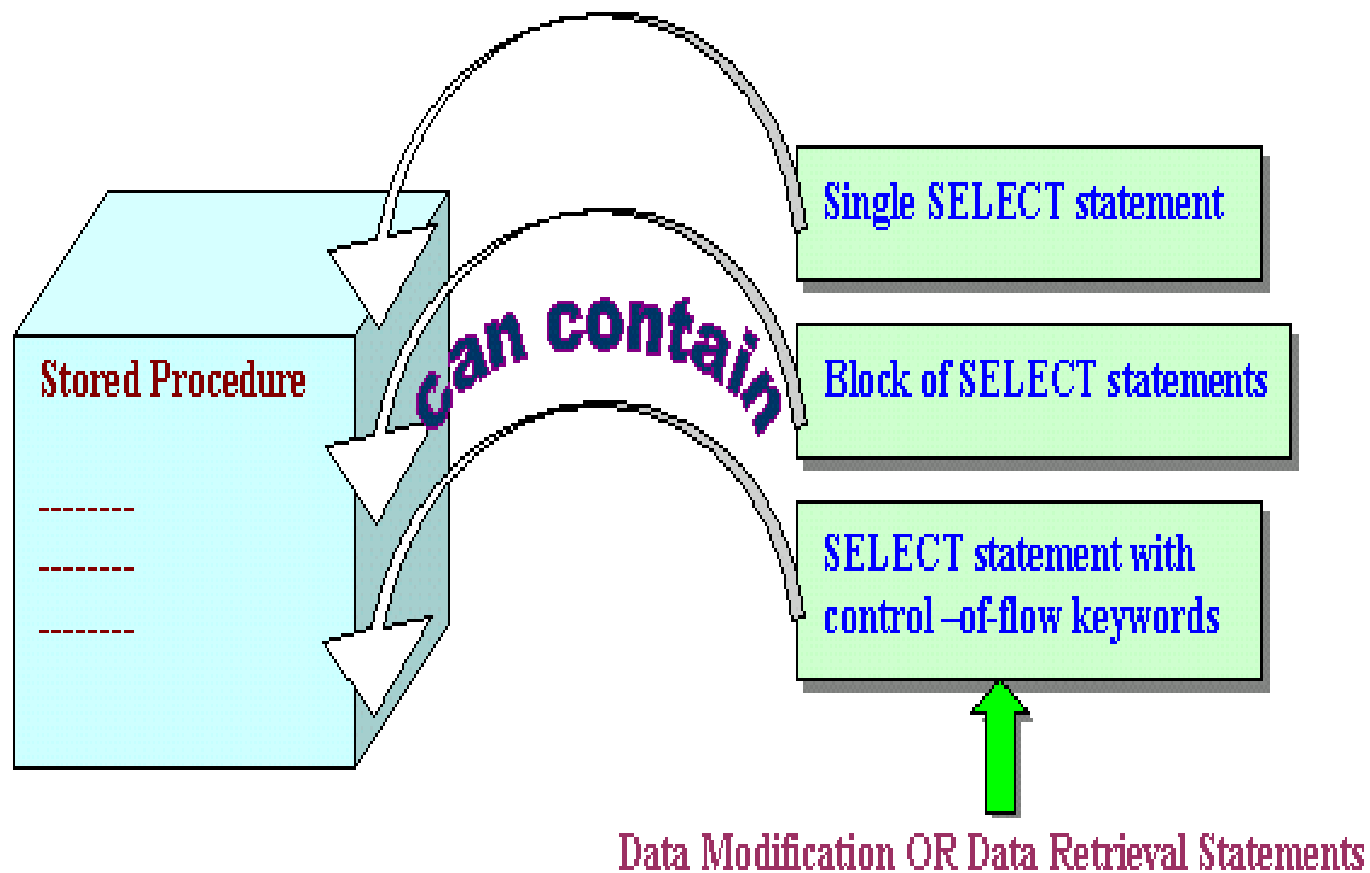 Single SELECT statement
can contain
Stored Procedure
Block of SELECT statements
--------
--------
--------
SELECT statement with
control –of-flow keywords
Data Modification OR Data Retrieval Statements